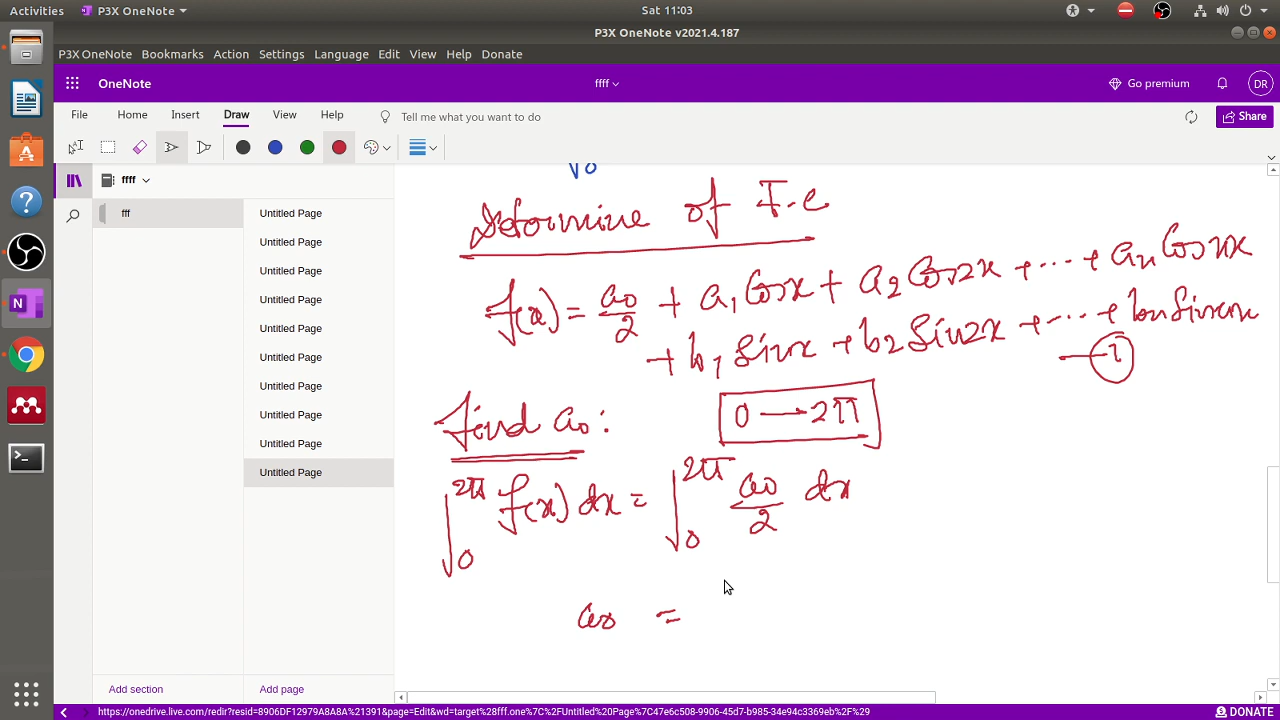 Activities P3X OneNote Sat 11:03
P3X OneNote v2021.4.187
P3X OneNote Bookmarks Action Settings Language Edit View Help Donate
OneNote ffff Go premium DR
File Home Insert Draw View Help Tell me what you want to do Share
ffff
fff
Untitled Page
Untitled Page
Untitled Page
Untitled Page
Untitled Page
Untitled Page
Untitled Page
Untitled Page
Untitled Page
Untitled Page
Add section Add page
√0
Determine of F.C
f(x) = a0/2 + a1 Cosx + a2 Cos2x + ... + an Cosnx
+ b1 Sinx + b2 Sin2x + ... + bn Sinnx
— 1
find a0: 0 → 2π
∫0^2π f(x) dx = ∫0^2π a0/2 dx
a0 =
https://onedrive.live.com/redir?resid=8906DF12979A8A8A%21391&page=Edit&wd=target%28fff.one%7C%2FUntitled%20Page%7C47e6c508-9906-45d7-b985-34e94c3369eb%2F%29 DONATE